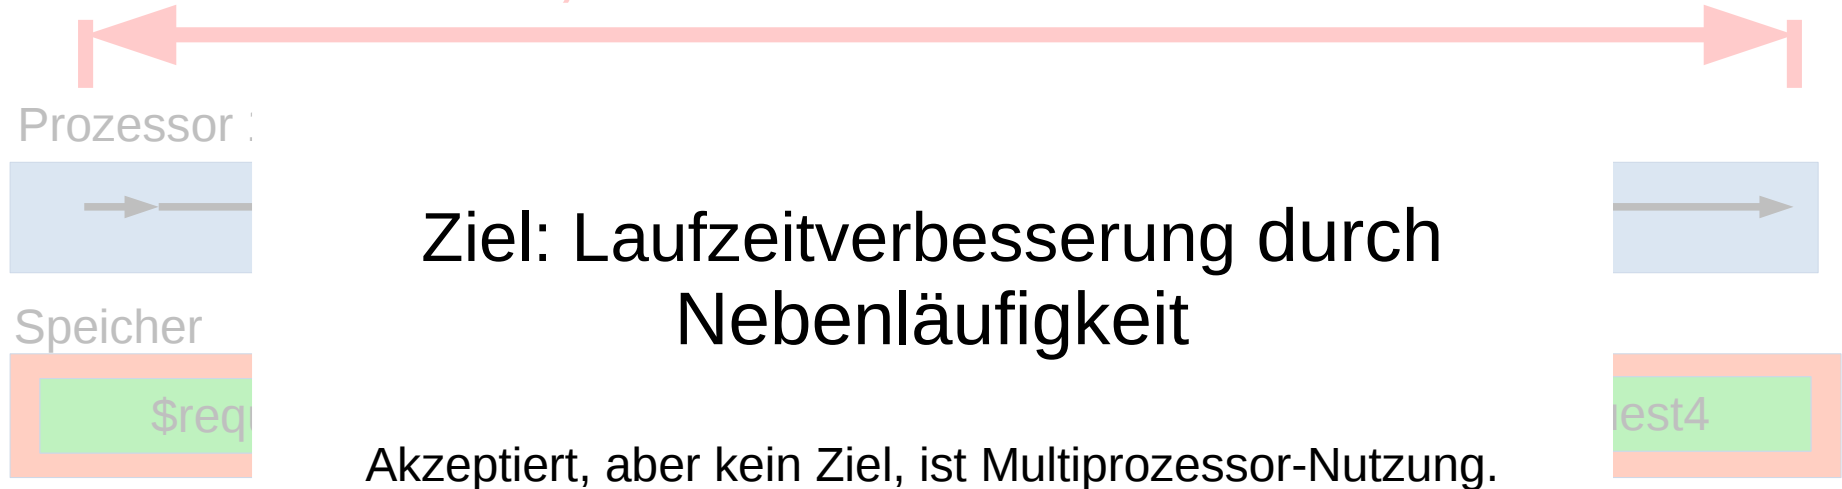 Prozessor
Ziel: Laufzeitverbesserung durch
Nebenläufigkeit
Speicher
Akzeptiert, aber kein Ziel, ist Multiprozessor-Nutzung.